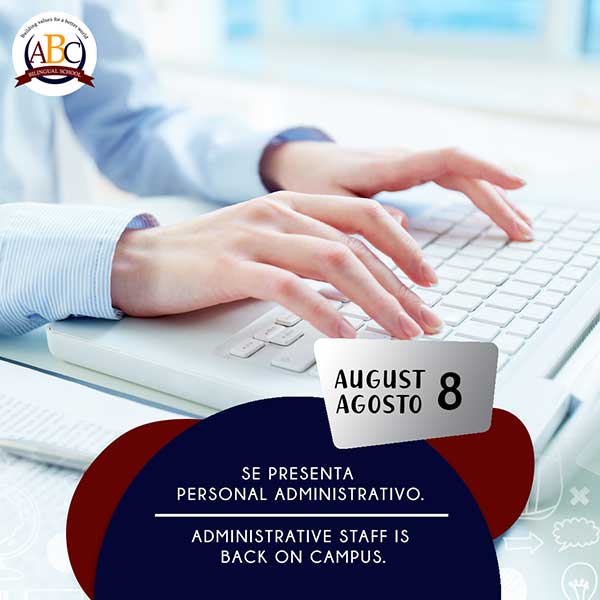 Building values for a better world
ABC
BILINGUAL SCHOOL
AUGUST
AGOSTO 8
SE PRESENTA
PERSONAL ADMINISTRATIVO.
ADMINISTRATIVE STAFF IS
BACK ON CAMPUS.